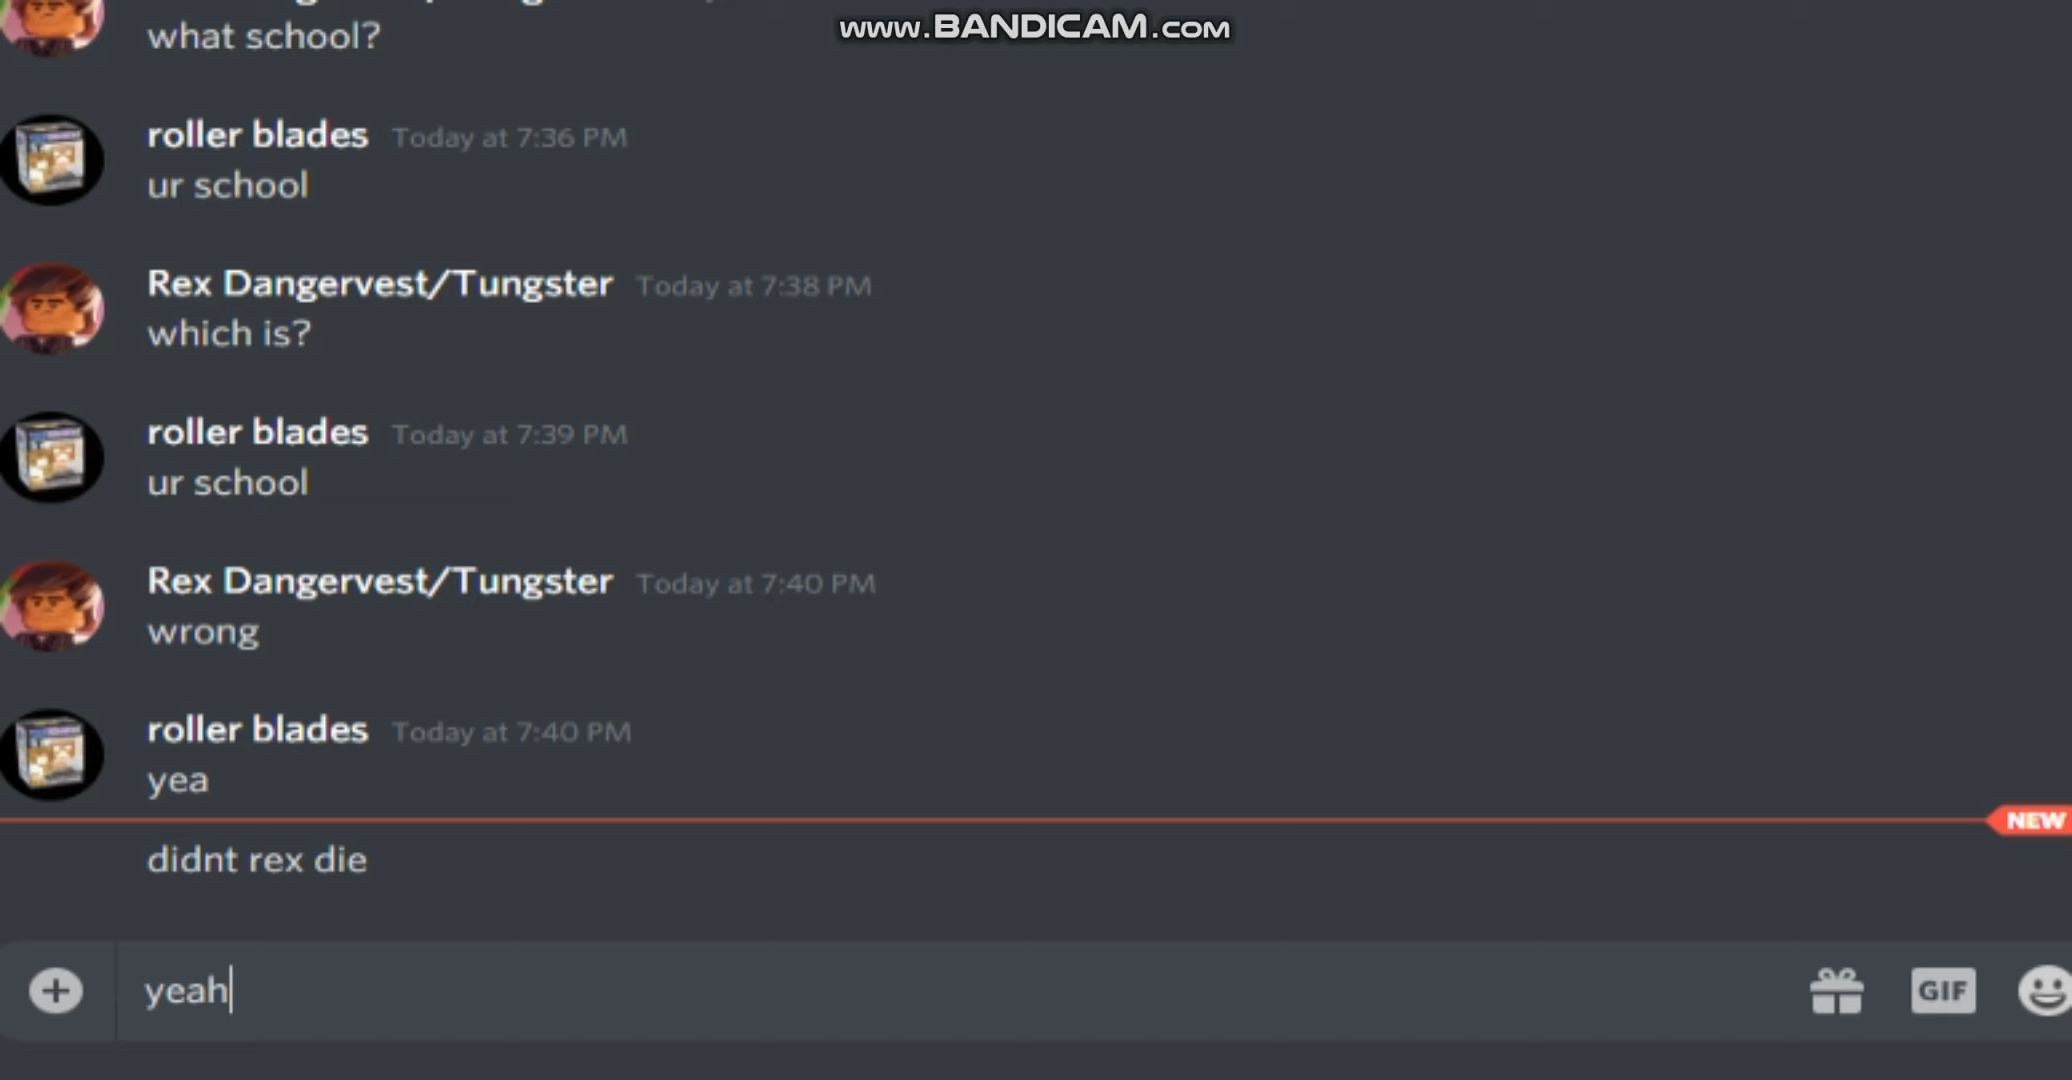 www.BANDICAM.com
what school?
roller blades Today at 7:36 PM
ur school
Rex Dangervest/Tungster Today at 7:38 PM
which is?
roller blades Today at 7:39 PM
ur school
Rex Dangervest/Tungster Today at 7:40 PM
wrong
roller blades Today at 7:40 PM
yea
NEW
didnt rex die
yeah
GIF